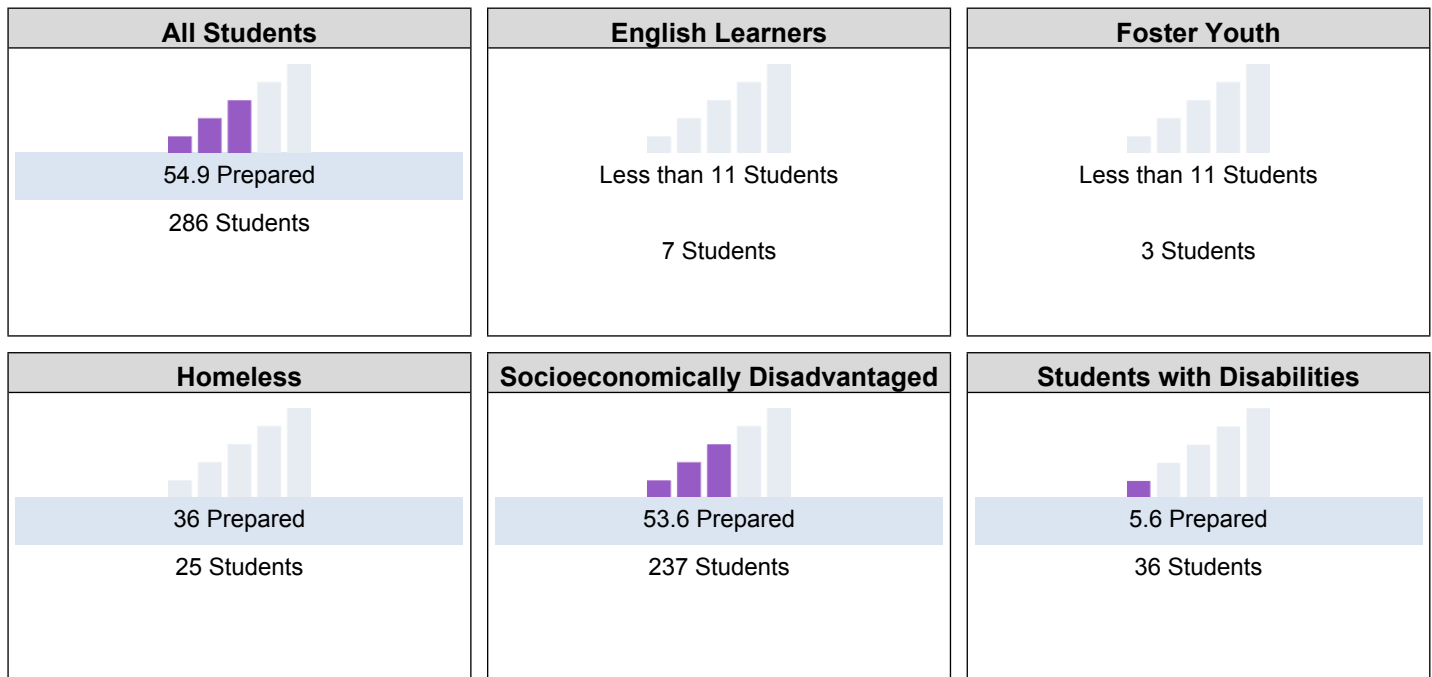 All Students
54.9 Prepared
286 Students
English Learners
Less than 11 Students
7 Students
Foster Youth
Less than 11 Students
3 Students
Homeless
36 Prepared
25 Students
Socioeconomically Disadvantaged
53.6 Prepared
237 Students
Students with Disabilities
5.6 Prepared
36 Students